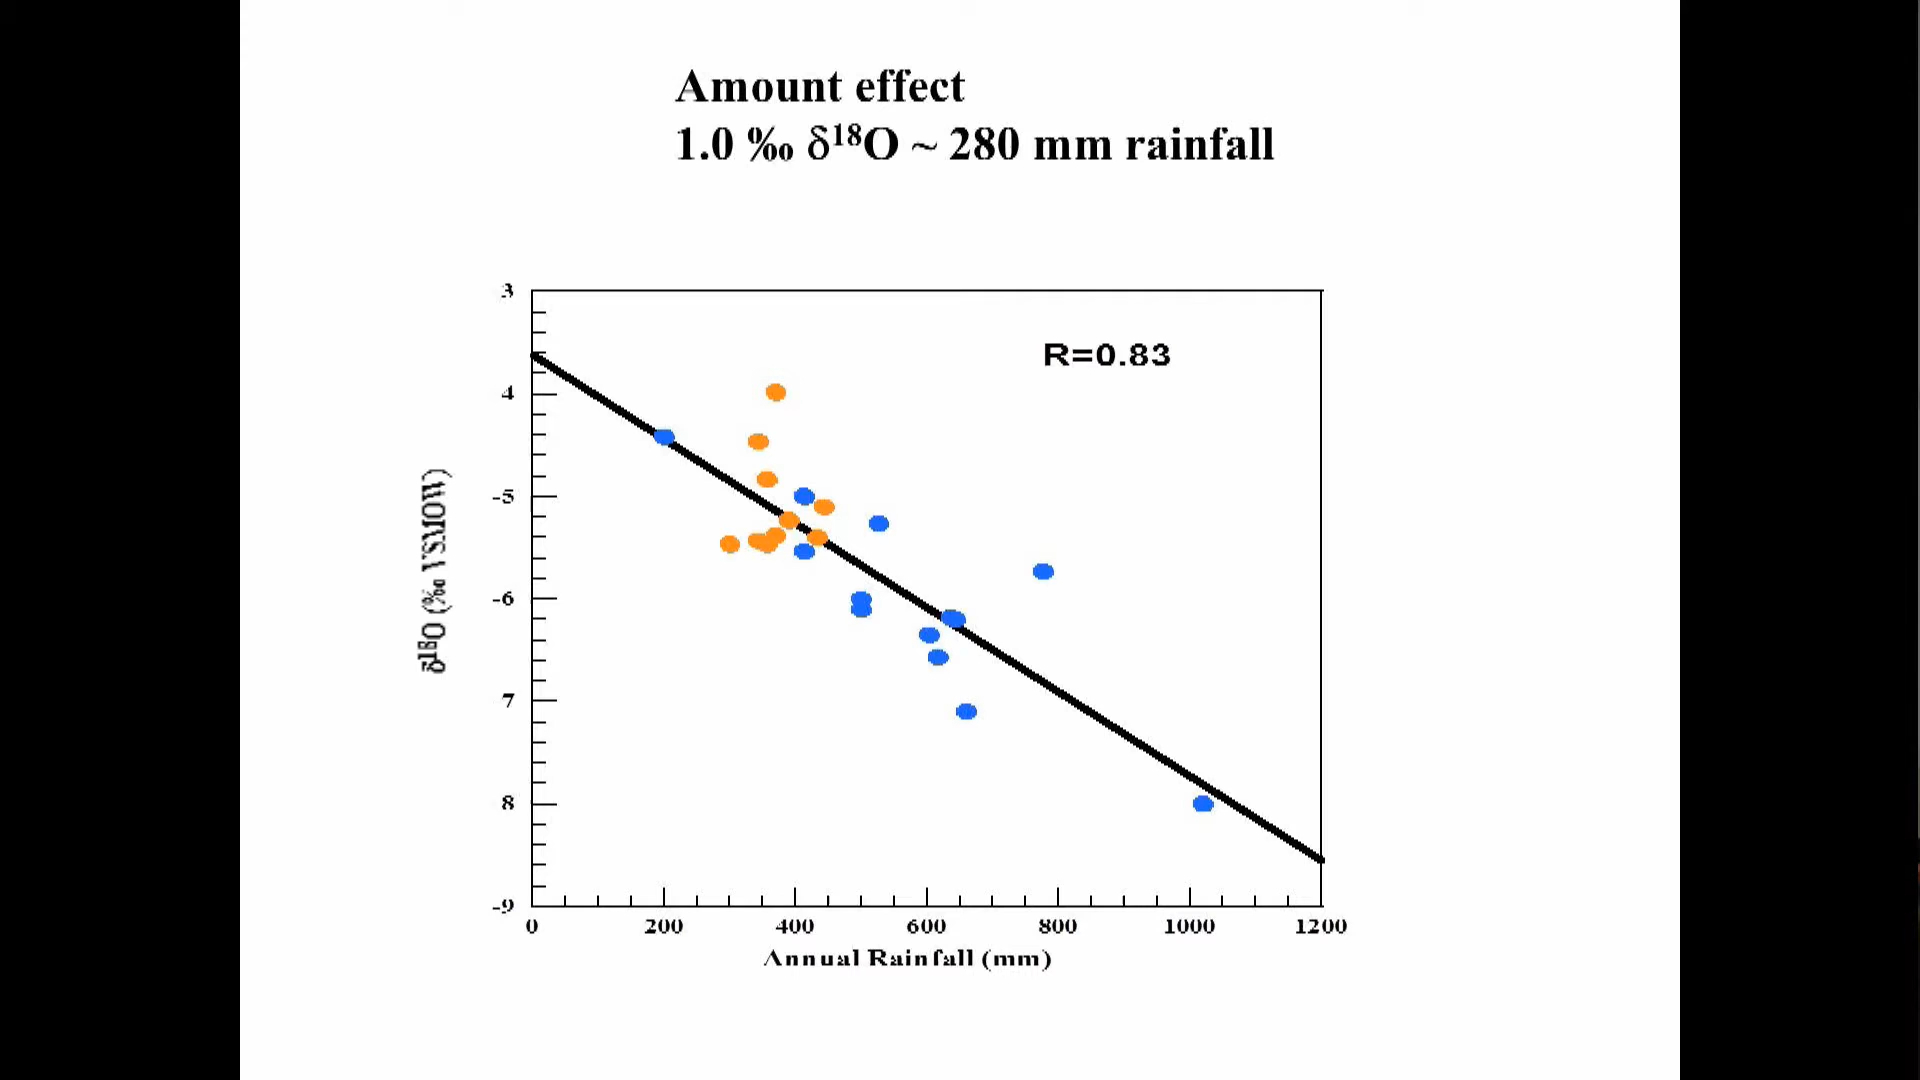 Amount effect
1.0 ‰ δ¹⁸O ~ 280 mm rainfall
R=0.83
3
4
-5
-6
7
8
-9
δ¹⁸O (‰ VSMOW)
0 200 400 600 800 1000 1200
Annual Rainfall (mm)